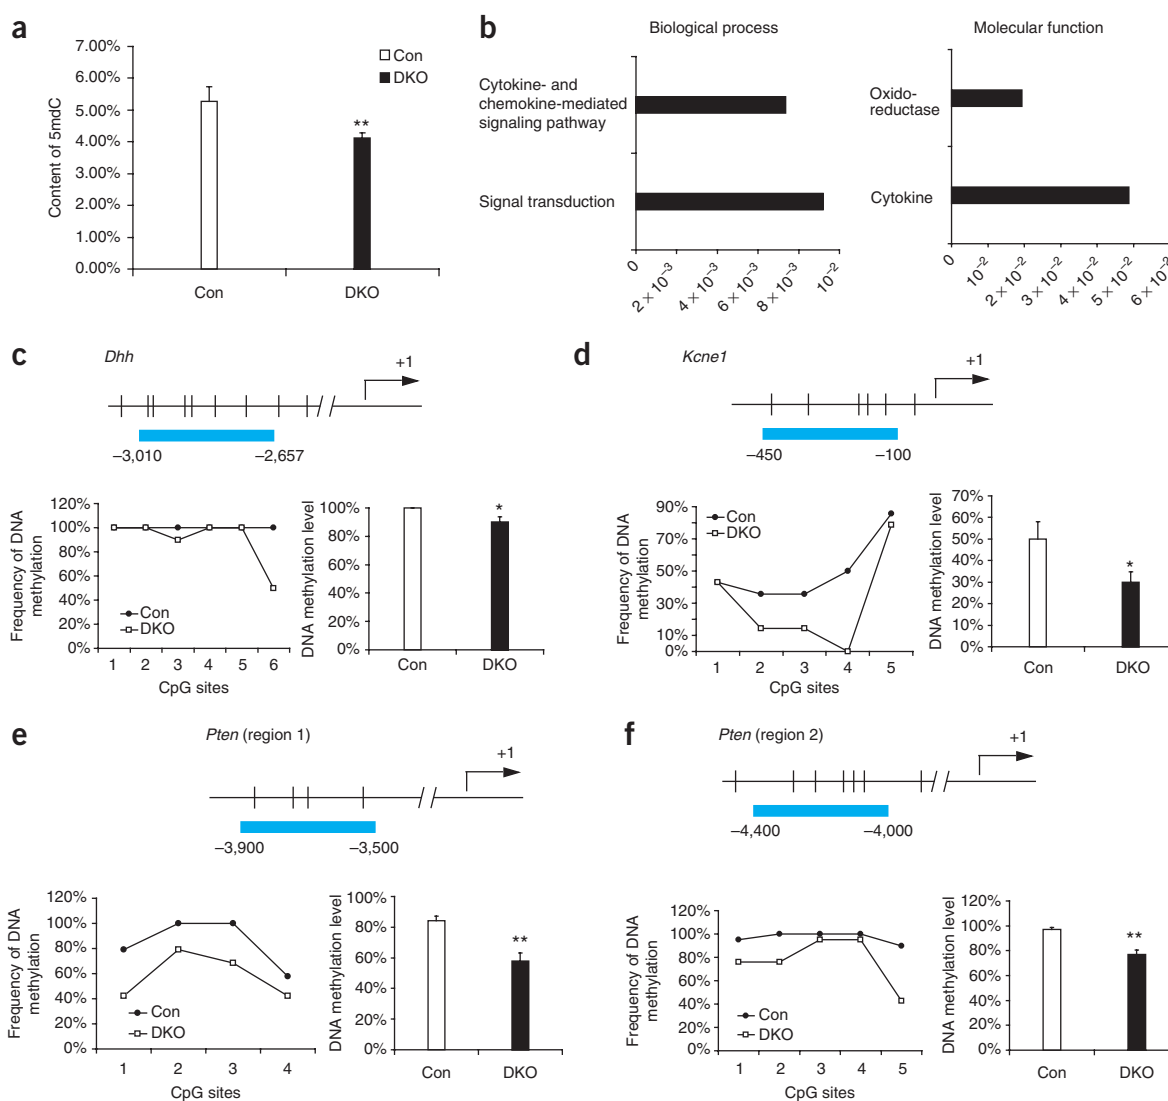 a
7.00%
6.00%
5.00%
4.00%
3.00%
2.00%
1.00%
0.00%
Content of 5mdC
Con
DKO
**
Con
DKO
b
Biological process
Cytokine- and
chemokine-mediated
signaling pathway
Signal transduction
0
2 × 10⁻³
4 × 10⁻³
6 × 10⁻³
8 × 10⁻³
10⁻²
Molecular function
Oxido-
reductase
Cytokine
0
10⁻²
2 × 10⁻²
3 × 10⁻²
4 × 10⁻²
5 × 10⁻²
6 × 10⁻²
c
Dhh
+1
–3,010
–2,657
Frequency of DNA
methylation
120%
100%
80%
60%
40%
20%
0%
Con
DKO
1 2 3 4 5 6
CpG sites
DNA methylation level
100%
80%
60%
40%
20%
0%
*
Con
DKO
d
Kcne1
+1
–450
–100
Frequency of DNA
methylation
90%
70%
50%
30%
10%
0%
Con
DKO
1 2 3 4 5
CpG sites
DNA methylation level
70%
60%
50%
40%
30%
20%
10%
0%
*
Con
DKO
e
Pten (region 1)
+1
–3,900
–3,500
Frequency of DNA
methylation
120%
100%
80%
60%
40%
20%
0%
Con
DKO
1 2 3 4
CpG sites
DNA methylation level
100%
80%
60%
40%
20%
0%
**
Con
DKO
f
Pten (region 2)
+1
–4,400
–4,000
Frequency of DNA
methylation
120%
100%
80%
60%
40%
20%
0%
Con
DKO
1 2 3 4 5
CpG sites
DNA methylation level
120%
100%
80%
60%
40%
20%
0%
**
Con
DKO